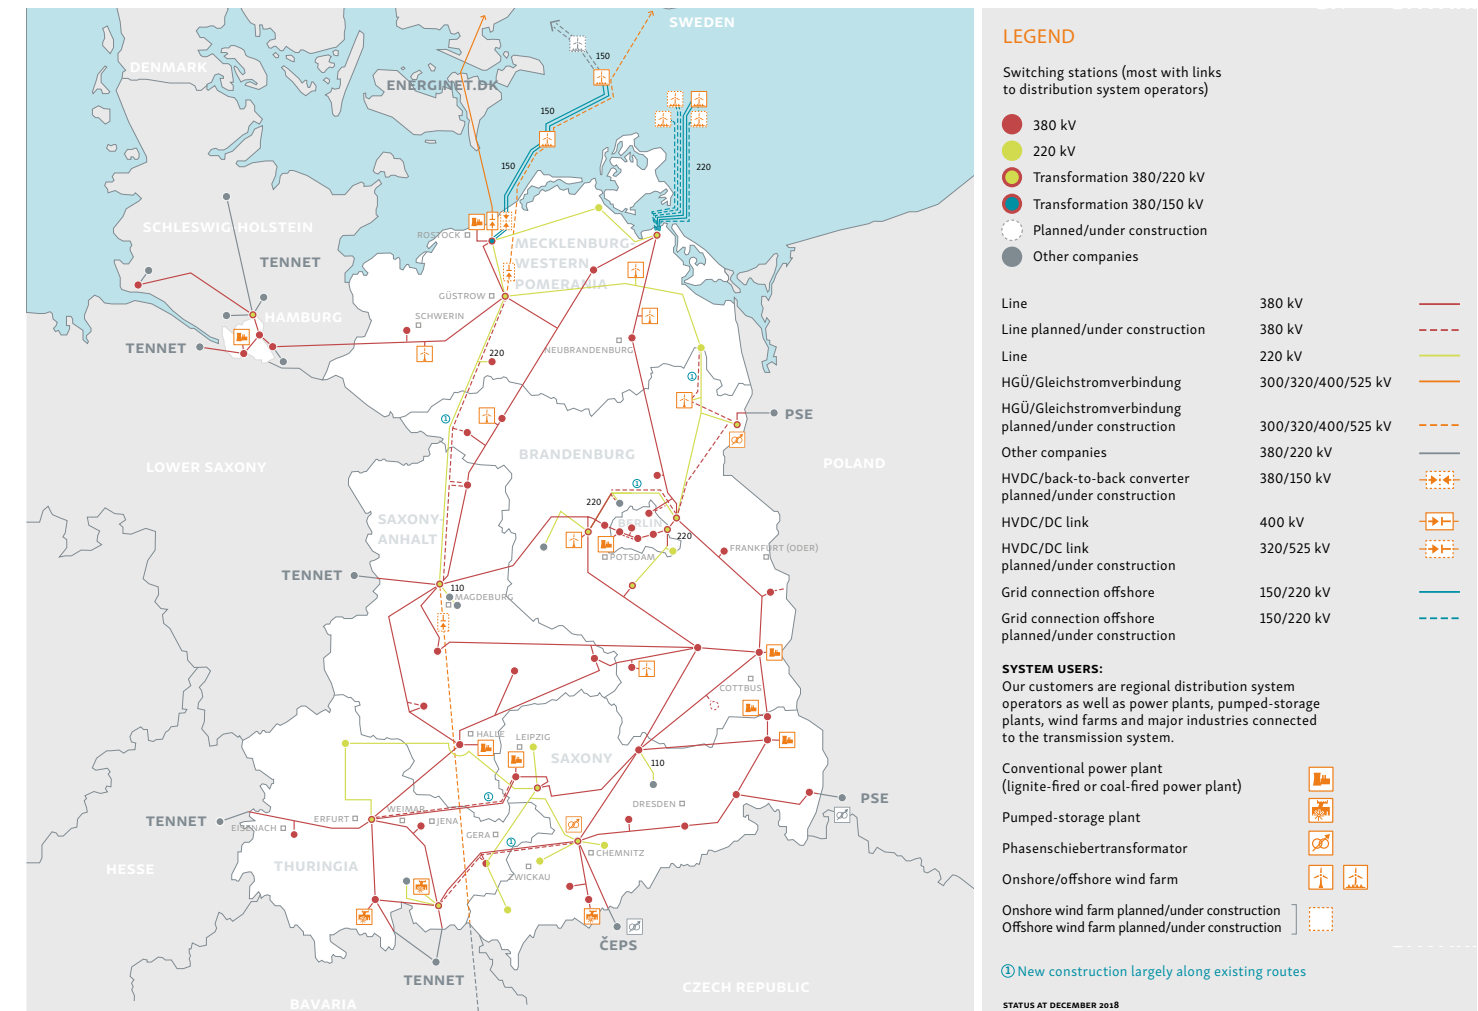 SWEDEN
DENMARK
ENERGINET.DK
150
150
150
220
SCHLESWIG-HOLSTEIN
TENNET
ROSTOCK
MECKLENBURG-
WESTERN
POMERANIA
GÜSTROW
SCHWERIN
HAMBURG
TENNET
NEUBRANDENBURG
220
1
1
PSE
LOWER SAXONY
BRANDENBURG
POLAND
1
220
SAXONY-
ANHALT
BERLIN
220
POTSDAM
FRANKFURT (ODER)
TENNET
110
MAGDEBURG
COTTBUS
HALLE
LEIPZIG
SAXONY
110
DRESDEN
PSE
1
WEIMAR
ERFURT
JENA
TENNET
EISENACH
GERA
1
CHEMNITZ
ZWICKAU
HESSE
THURINGIA
ČEPS
TENNET
BAVARIA
CZECH REPUBLIC
LEGEND
Switching stations (most with links
to distribution system operators)
380 kV
220 kV
Transformation 380/220 kV
Transformation 380/150 kV
Planned/under construction
Other companies
Line 380 kV
Line planned/under construction 380 kV
Line 220 kV
HGÜ/Gleichstromverbindung 300/320/400/525 kV
HGÜ/Gleichstromverbindung
planned/under construction 300/320/400/525 kV
Other companies 380/220 kV
HVDC/back-to-back converter 380/150 kV
planned/under construction
HVDC/DC link 400 kV
HVDC/DC link 320/525 kV
planned/under construction
Grid connection offshore 150/220 kV
Grid connection offshore 150/220 kV
planned/under construction
SYSTEM USERS:
Our customers are regional distribution system
operators as well as power plants, pumped-storage
plants, wind farms and major industries connected
to the transmission system.
Conventional power plant
(lignite-fired or coal-fired power plant)
Pumped-storage plant
Phasenschiebertransformator
Onshore/offshore wind farm
Onshore wind farm planned/under construction
Offshore wind farm planned/under construction
1 New construction largely along existing routes
STATUS AT DECEMBER 2018